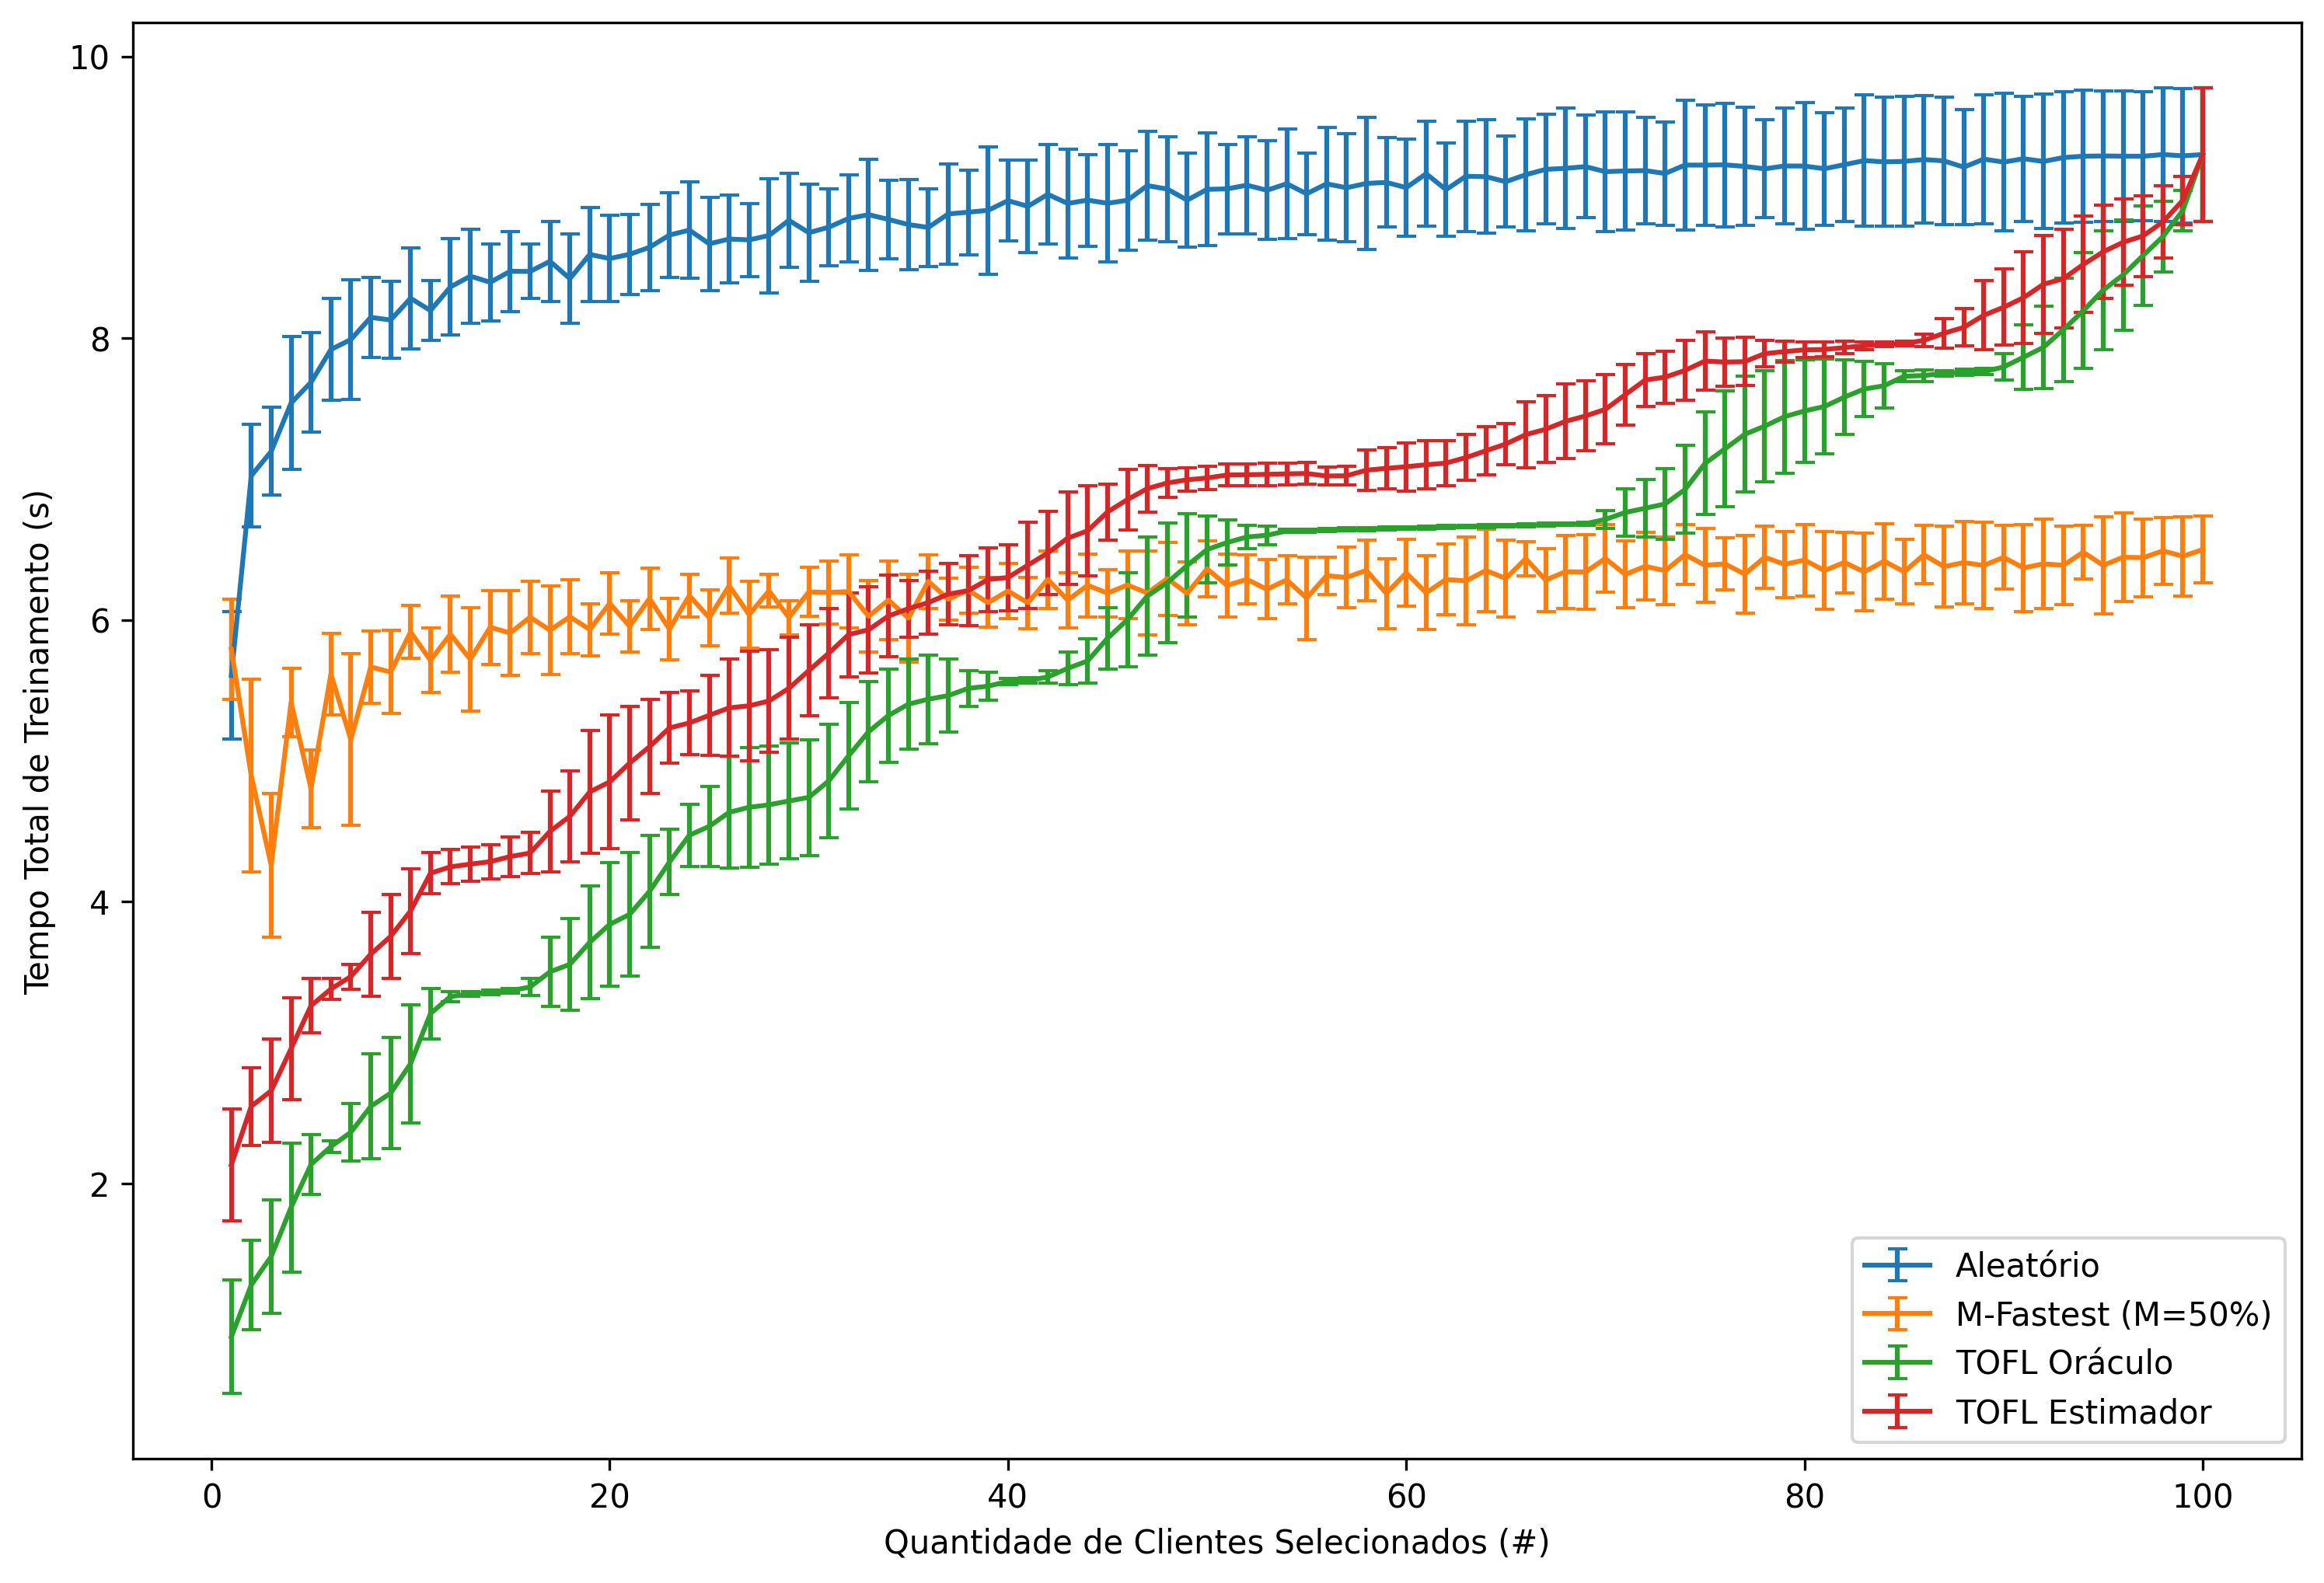 Tempo Total de Treinamento (s)
10
8
6
4
2
0
20
40
60
80
100
Quantidade de Clientes Selecionados (#)
Aleatório
M-Fastest (M=50%)
TOFL Oráculo
TOFL Estimador